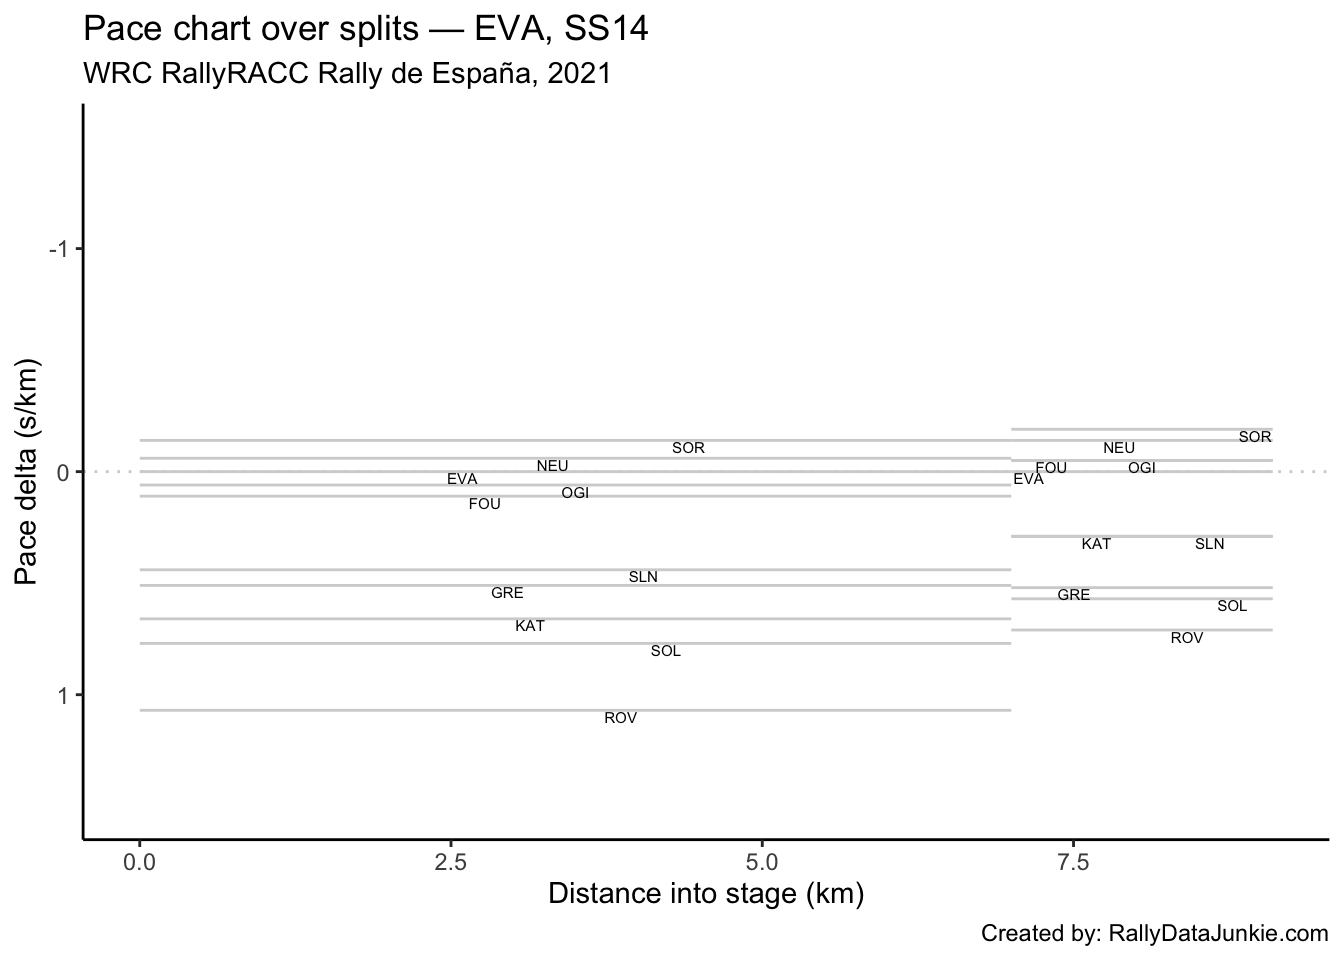 Pace chart over splits — EVA, SS14
WRC RallyRACC Rally de España, 2021
Pace delta (s/km)
-1
0
1
SOR
NEU
EVA
OGI
FOU
SLN
GRE
KAT
SOL
ROV
SOR
NEU
FOU
OGI
EVA
KAT
SLN
GRE
SOL
ROV
0.0
2.5
5.0
7.5
Distance into stage (km)
Created by: RallyDataJunkie.com